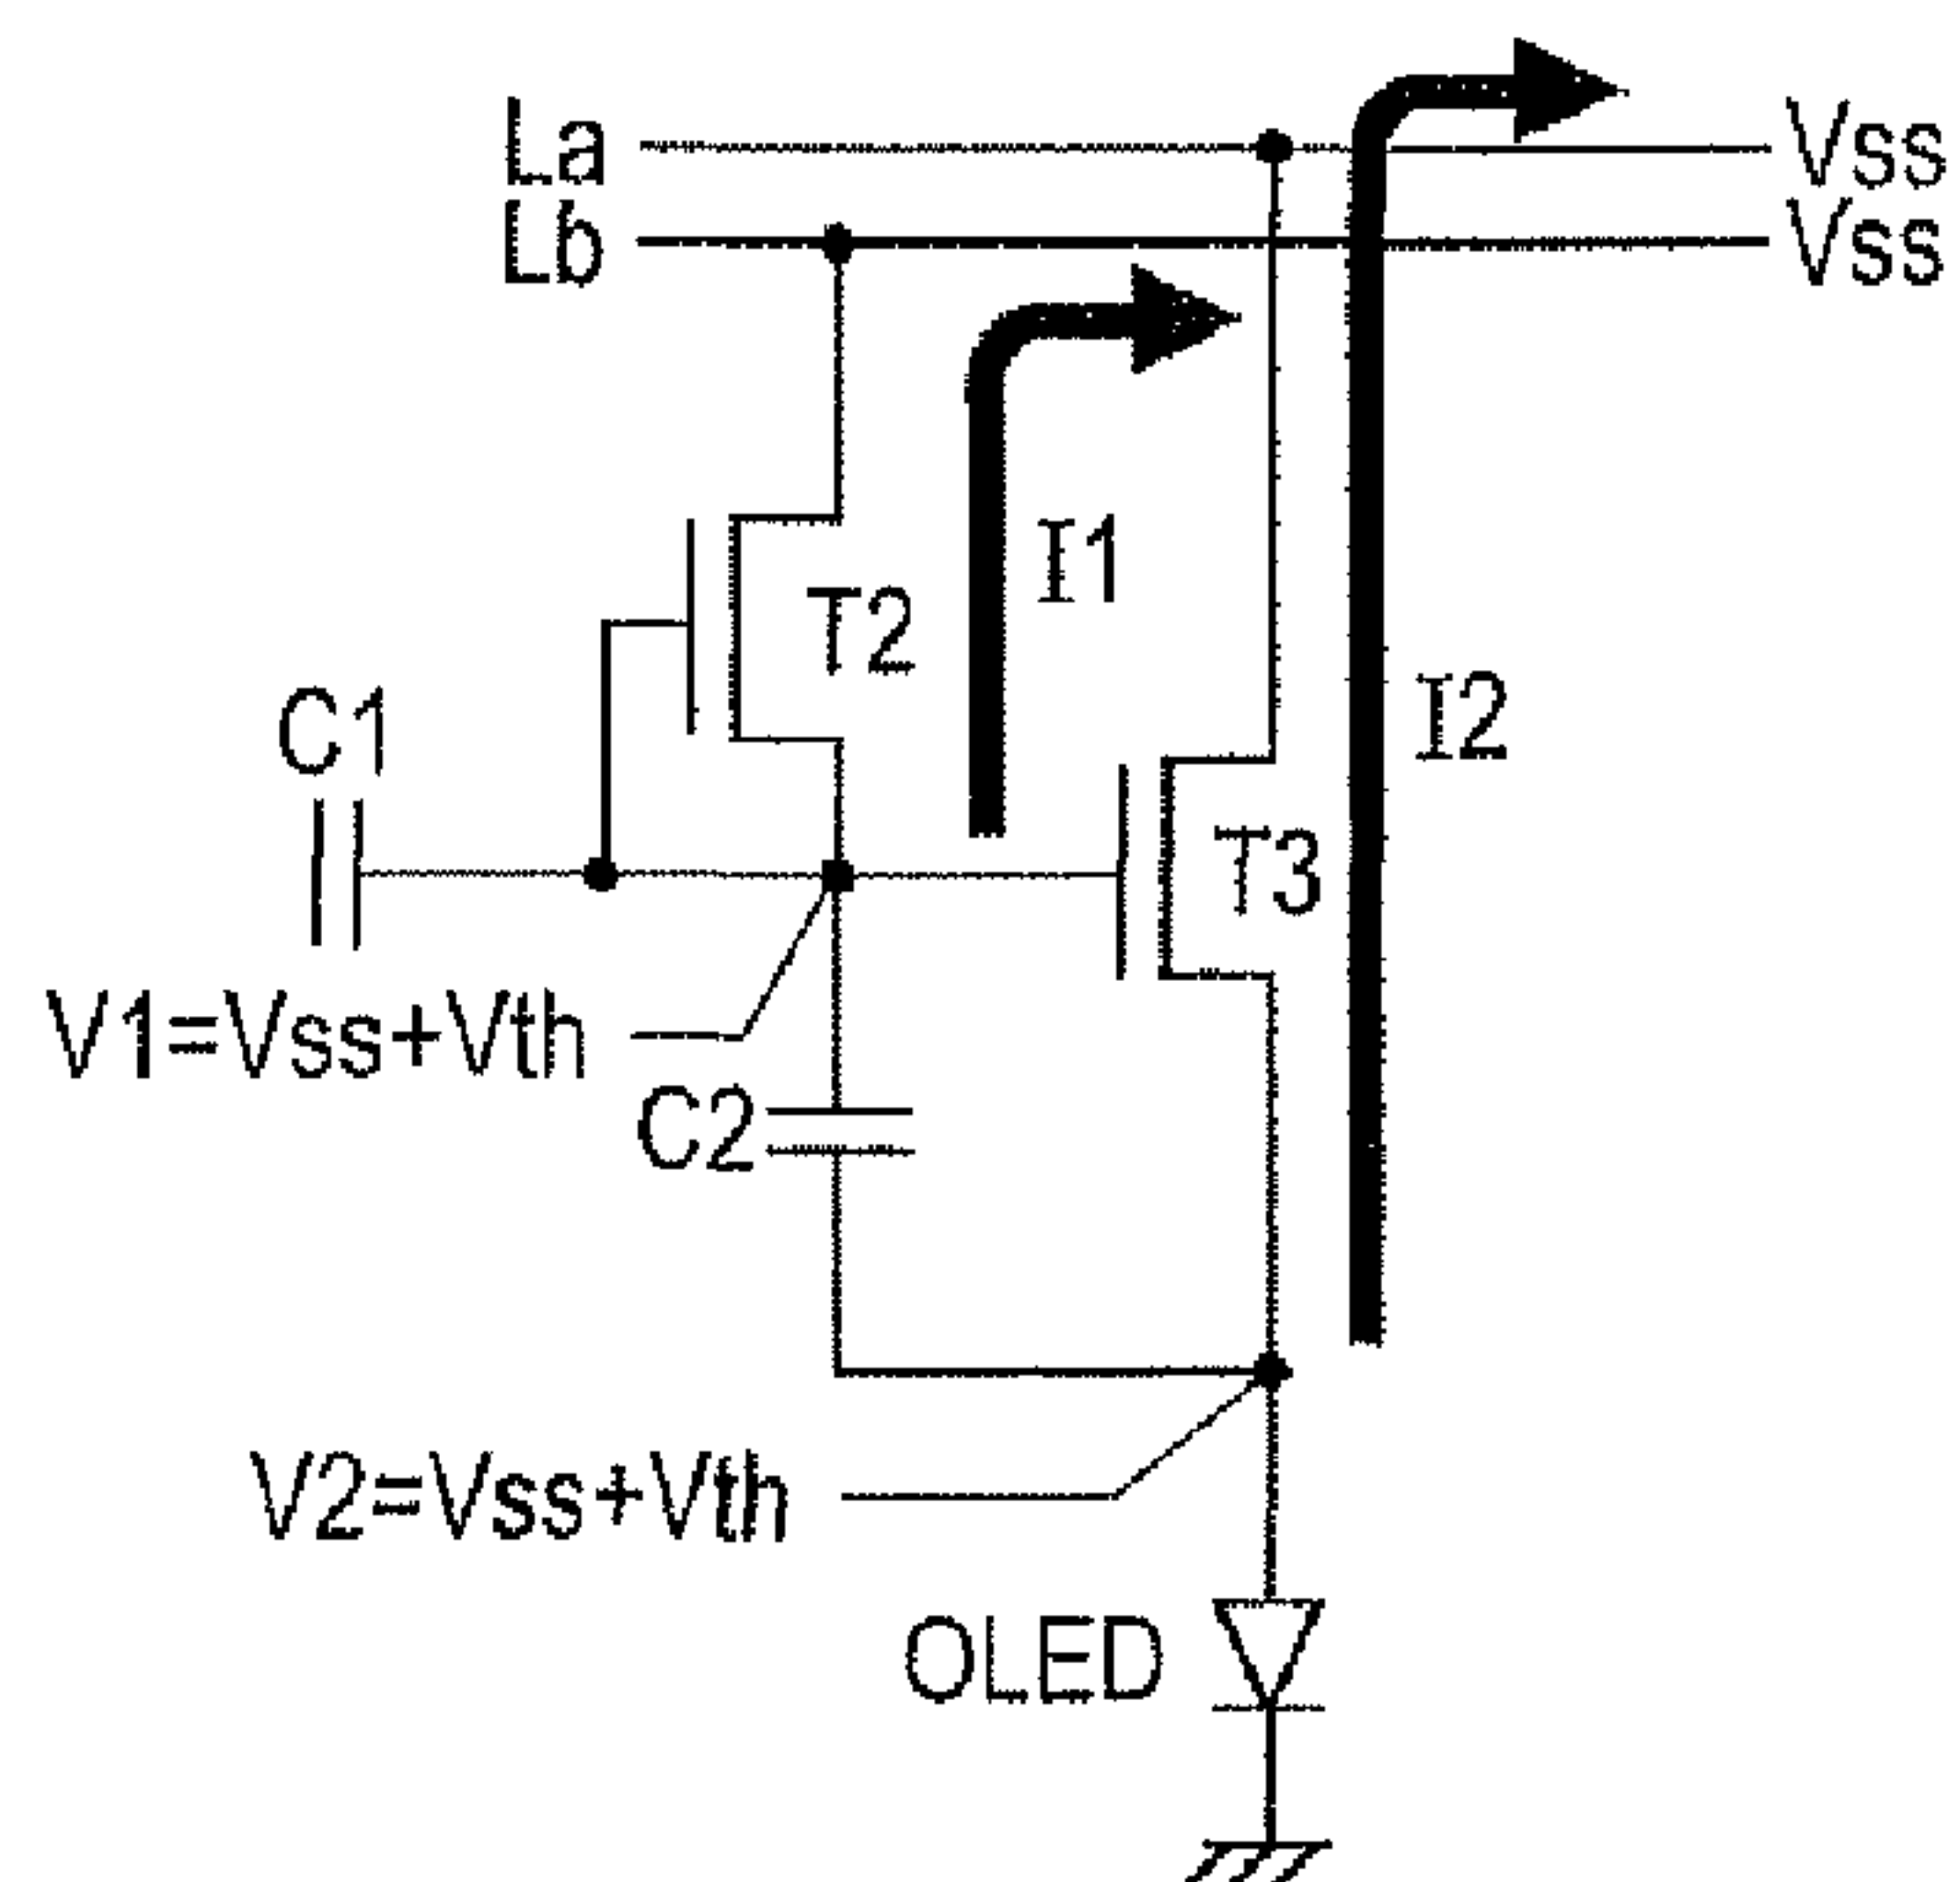 La
Vss
Lb
Vss
I1
T2
I2
C1
T3
V1=Vss+Vth
C2
V2=Vss+Vth
OLED